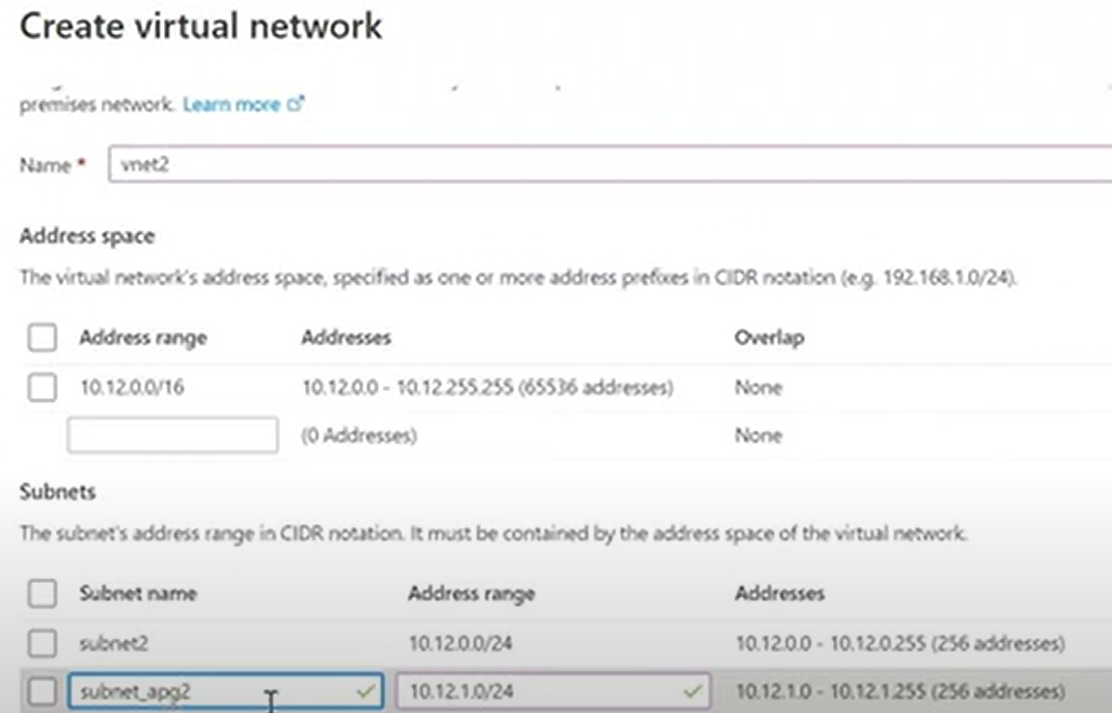 Create virtual network
premises network. Learn more
Name * vnet2
Address space
The virtual network's address space, specified as one or more address prefixes in CIDR notation (e.g. 192.168.1.0/24).
Address range Addresses Overlap
10.12.0.0/16 10.12.0.0 - 10.12.255.255 (65536 addresses) None
(0 Addresses) None
Subnets
The subnet's address range in CIDR notation. It must be contained by the address space of the virtual network.
Subnet name Address range Addresses
subnet2 10.12.0.0/24 10.12.0.0 - 10.12.0.255 (256 addresses)
subnet_apg2 10.12.1.0/24 10.12.1.0 - 10.12.1.255 (256 addresses)